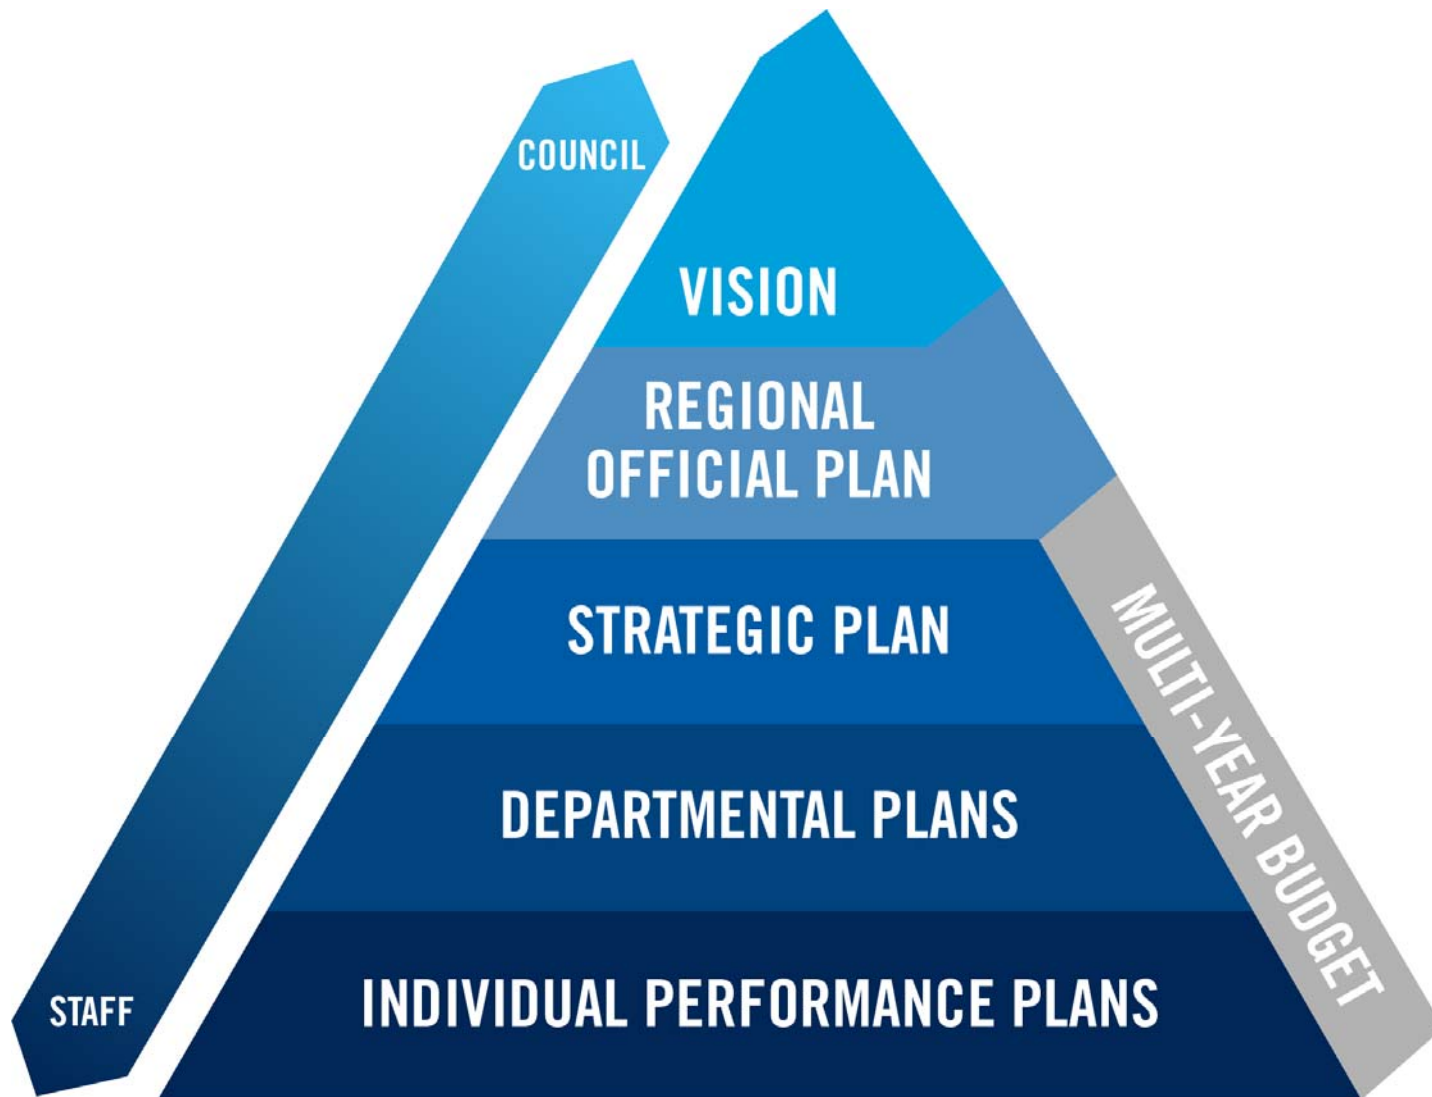 COUNCIL
VISION
REGIONAL
OFFICIAL PLAN
STRATEGIC PLAN
MULTI-YEAR BUDGET
DEPARTMENTAL PLANS
INDIVIDUAL PERFORMANCE PLANS
STAFF